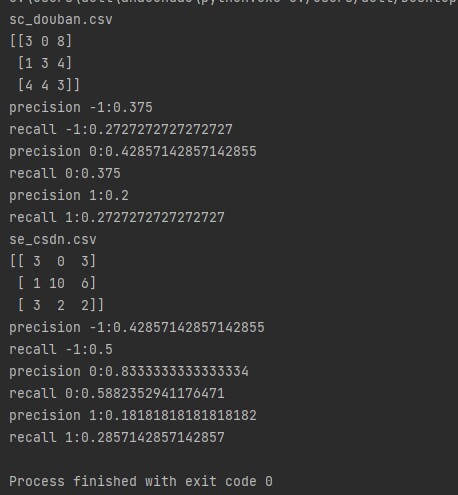 sc_douban.csv
[[3 0 8]
 [1 3 4]
 [4 4 3]]
precision -1:0.375
recall -1:0.2727272727272727
precision 0:0.42857142857142855
recall 0:0.375
precision 1:0.2
recall 1:0.2727272727272727
se_csdn.csv
[[ 3  0  3]
 [ 1 10  6]
 [ 3  2  2]]
precision -1:0.42857142857142855
recall -1:0.5
precision 0:0.8333333333333334
recall 0:0.5882352941176471
precision 1:0.18181818181818182
recall 1:0.2857142857142857
Process finished with exit code 0